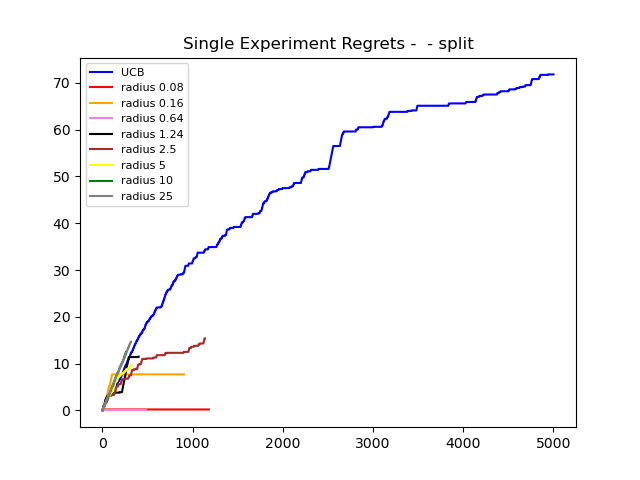 Single Experiment Regrets -  - split
UCB
radius 0.08
radius 0.16
radius 0.64
radius 1.24
radius 2.5
radius 5
radius 10
radius 25
70
60
50
40
30
20
10
0
0 1000 2000 3000 4000 5000